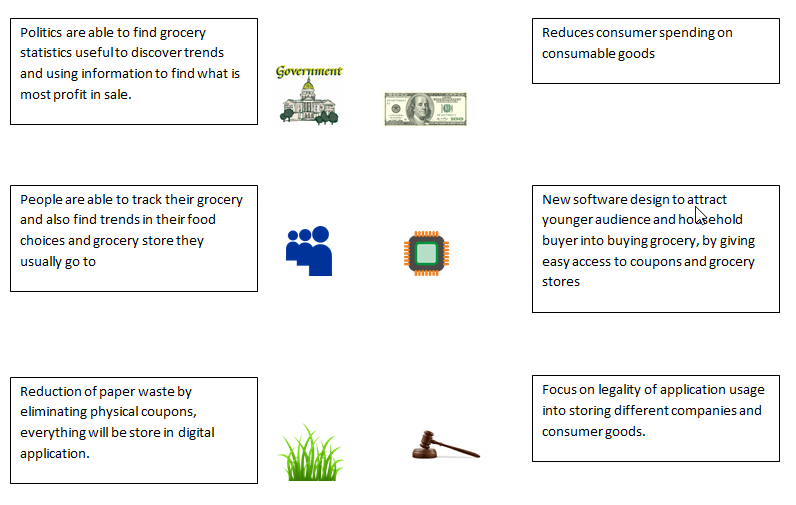 Politics are able to find grocery
statistics useful to discover trends
and using information to find what is
most profit in sale.
Government
Reduces consumer spending on
consumable goods
People are able to track their grocery
and also find trends in their food
choices and grocery store they
usually go to
New software design to attract
younger audience and household
buyer into buying grocery, by giving
easy access to coupons and grocery
stores
Reduction of paper waste by
eliminating physical coupons,
everything will be store in digital
application.
Focus on legality of application usage
into storing different companies and
consumer goods.